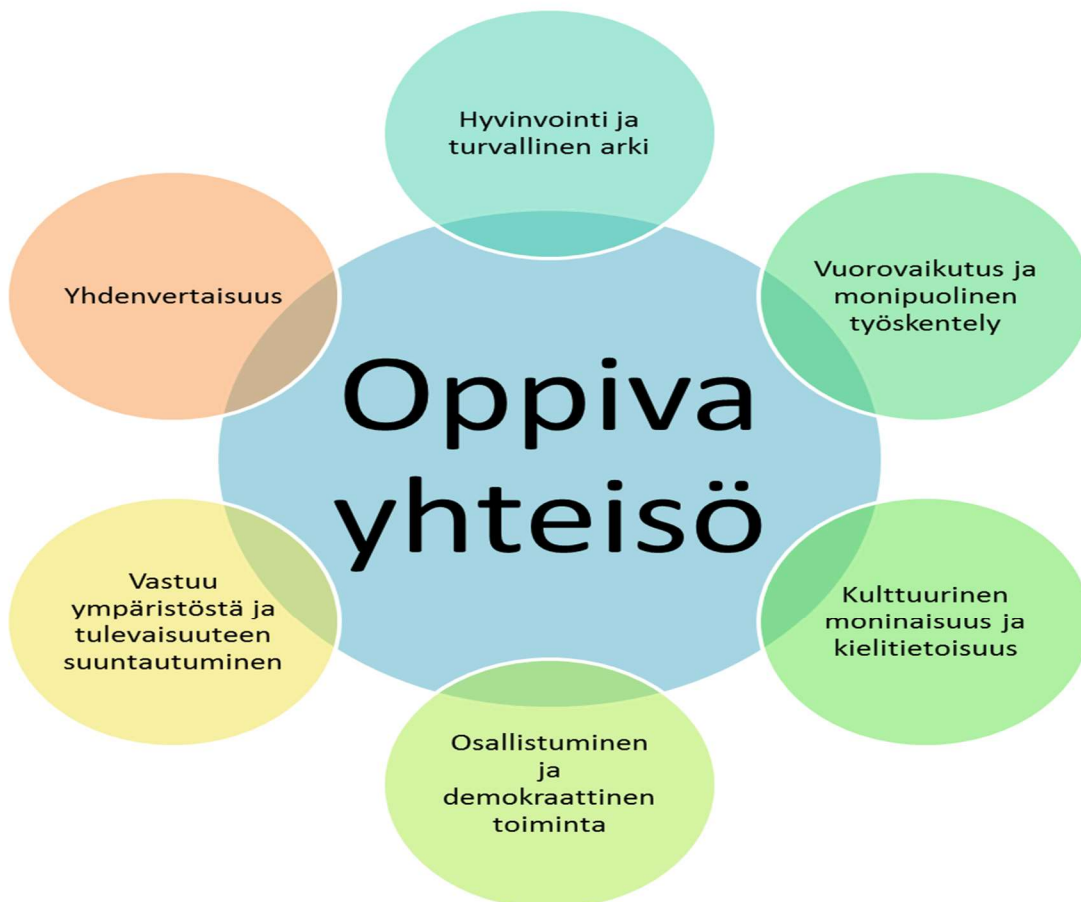 Hyvinvointi ja
turvallinen arki
Vuorovaikutus ja
monipuolinen
työskentely
Kulttuurinen
moninaisuus ja
kielitietoisuus
Osallistuminen
ja
demokraattinen
toiminta
Vastuu
ympäristöstä ja
tulevaisuuteen
suuntautuminen
Yhdenvertaisuus
Oppiva
yhteisö